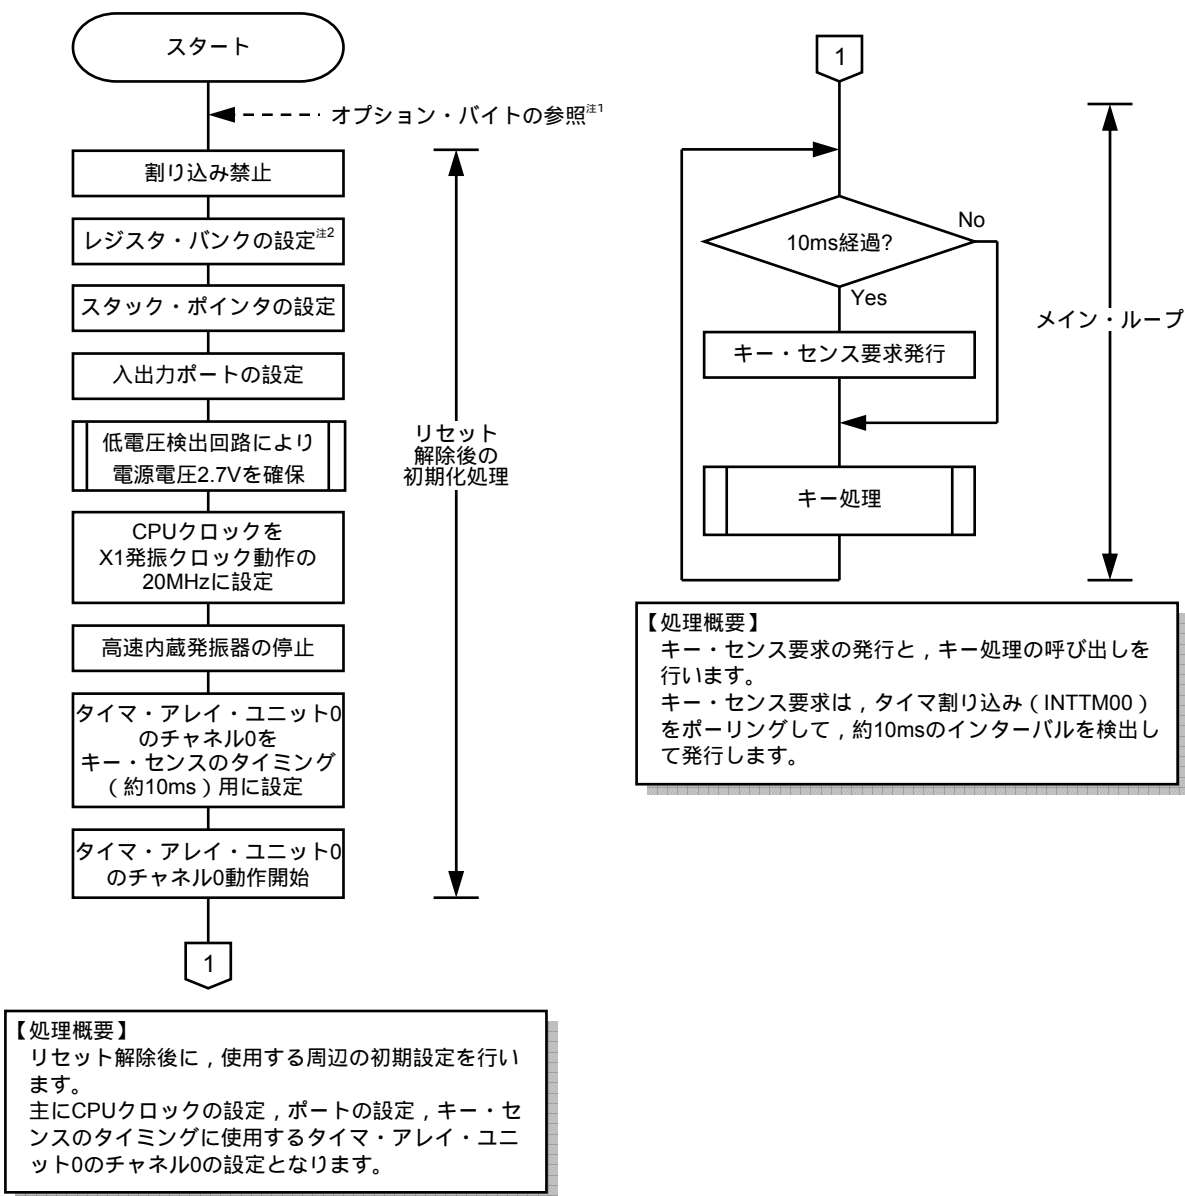 スタート
オプション・バイトの参照注1
割り込み禁止
レジスタ・バンクの設定注2
スタック・ポインタの設定
入出力ポートの設定
低電圧検出回路により
電源電圧2.7Vを確保
CPUクロックを
X1発振クロック動作の
20MHzに設定
高速内蔵発振器の停止
タイマ・アレイ・ユニット0
のチャネル0を
キー・センスのタイミング
(約10ms)用に設定
タイマ・アレイ・ユニット0
のチャネル0動作開始
1
リセット
解除後の
初期化処理
【処理概要】
リセット解除後に,使用する周辺の初期設定を行い
ます。
主にCPUクロックの設定,ポートの設定,キー・セ
ンスのタイミングに使用するタイマ・アレイ・ユニ
ット0のチャネル0の設定となります。
1
10ms経過?
No
Yes
キー・センス要求発行
キー処理
メイン・ループ
【処理概要】
キー・センス要求の発行と,キー処理の呼び出しを
行います。
キー・センス要求は,タイマ割り込み(INTTM00)
をポーリングして,約10msのインターバルを検出し
て発行します。